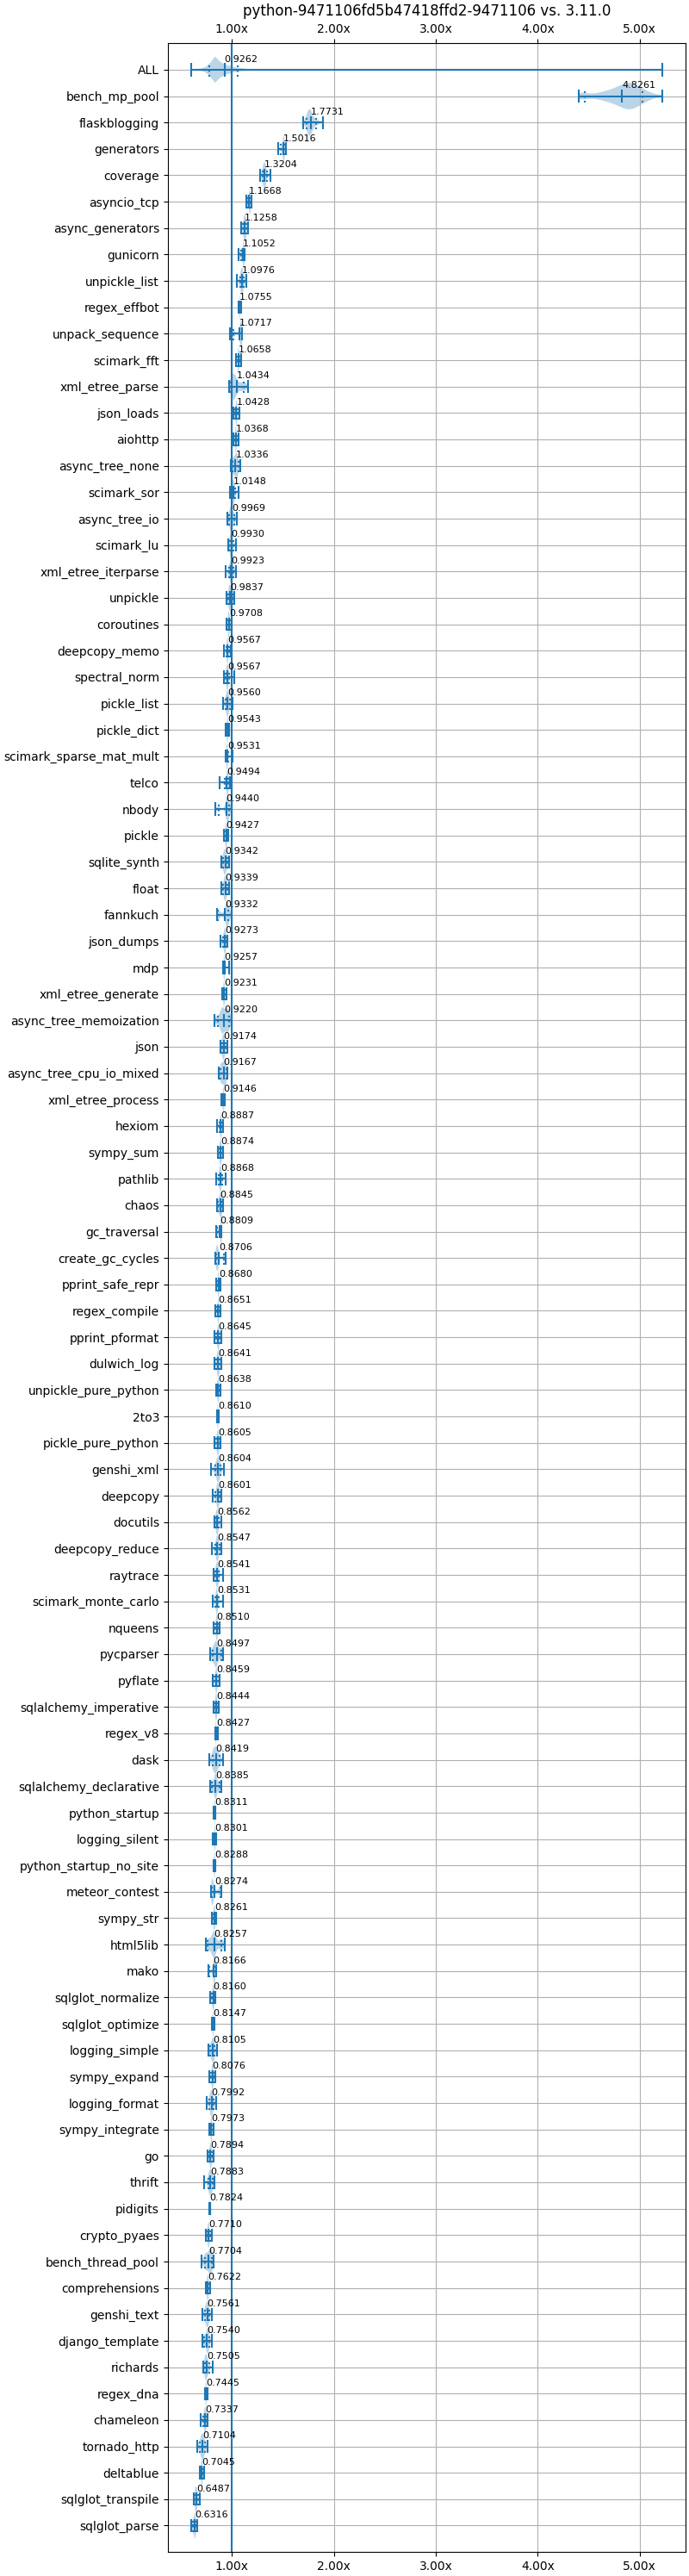 python-9471106fd5b47418ffd2-9471106 vs. 3.11.0
1.00x 2.00x 3.00x 4.00x 5.00x
ALL 0.9262
bench_mp_pool 4.8261
flaskblogging 1.7731
generators 1.5016
coverage 1.3204
asyncio_tcp 1.1668
async_generators 1.1258
gunicorn 1.1052
unpickle_list 1.0976
regex_effbot 1.0755
unpack_sequence 1.0717
scimark_fft 1.0658
xml_etree_parse 1.0434
json_loads 1.0428
aiohttp 1.0368
async_tree_none 1.0336
scimark_sor 1.0148
async_tree_io 0.9969
scimark_lu 0.9930
xml_etree_iterparse 0.9923
unpickle 0.9837
coroutines 0.9708
deepcopy_memo 0.9567
spectral_norm 0.9567
pickle_list 0.9560
pickle_dict 0.9543
scimark_sparse_mat_mult 0.9531
telco 0.9494
nbody 0.9440
pickle 0.9427
sqlite_synth 0.9342
float 0.9339
fannkuch 0.9332
json_dumps 0.9273
mdp 0.9257
xml_etree_generate 0.9231
async_tree_memoization 0.9220
json 0.9174
async_tree_cpu_io_mixed 0.9167
xml_etree_process 0.9146
hexiom 0.8887
sympy_sum 0.8874
pathlib 0.8868
chaos 0.8845
gc_traversal 0.8809
create_gc_cycles 0.8706
pprint_safe_repr 0.8680
regex_compile 0.8651
pprint_pformat 0.8645
dulwich_log 0.8641
unpickle_pure_python 0.8638
2to3 0.8610
pickle_pure_python 0.8605
genshi_xml 0.8604
deepcopy 0.8601
docutils 0.8562
deepcopy_reduce 0.8547
raytrace 0.8541
scimark_monte_carlo 0.8531
nqueens 0.8510
pycparser 0.8497
pyflate 0.8459
sqlalchemy_imperative 0.8444
regex_v8 0.8427
dask 0.8419
sqlalchemy_declarative 0.8385
python_startup 0.8311
logging_silent 0.8301
python_startup_no_site 0.8288
meteor_contest 0.8274
sympy_str 0.8261
html5lib 0.8257
mako 0.8166
sqlglot_normalize 0.8160
sqlglot_optimize 0.8147
logging_simple 0.8105
sympy_expand 0.8076
logging_format 0.7992
sympy_integrate 0.7973
go 0.7894
thrift 0.7883
pidigits 0.7824
crypto_pyaes 0.7710
bench_thread_pool 0.7704
comprehensions 0.7622
genshi_text 0.7561
django_template 0.7540
richards 0.7505
regex_dna 0.7445
chameleon 0.7337
tornado_http 0.7104
deltablue 0.7045
sqlglot_transpile 0.6487
sqlglot_parse 0.6316
1.00x 2.00x 3.00x 4.00x 5.00x